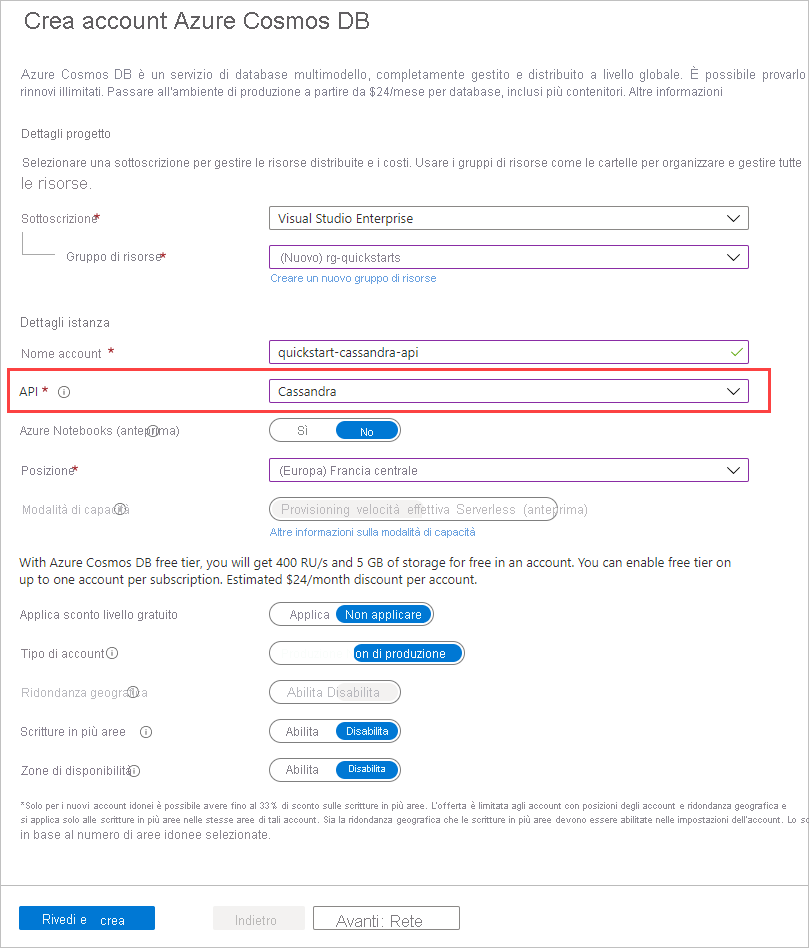 Crea account Azure Cosmos DB
Azure Cosmos DB è un servizio di database multimodello, completamente gestito e distribuito a livello globale. È possibile provarlo
rinnovi illimitati. Passare all'ambiente di produzione a partire da $24/mese per database, inclusi più contenitori. Altre informazioni
Dettagli progetto
Selezionare una sottoscrizione per gestire le risorse distribuite e i costi. Usare i gruppi di risorse come le cartelle per organizzare e gestire tutte
le risorse.
Sottoscrizione* Visual Studio Enterprise
Gruppo di risorse* (Nuovo) rg-quickstarts
Creare un nuovo gruppo di risorse
Dettagli istanza
Nome account * quickstart-cassandra-api
API * Cassandra
Azure Notebooks (anteprima) Sì No
Posizione* (Europa) Francia centrale
Modalità di capacità Provisioning velocità effettiva Serverless (anteprima)
Altre informazioni sulla modalità di capacità
With Azure Cosmos DB free tier, you will get 400 RU/s and 5 GB of storage for free in an account. You can enable free tier on
up to one account per subscription. Estimated $24/month discount per account.
Applica sconto livello gratuito Applica Non applicare
Tipo di account on di produzione
Ridondanza geografica Abilita Disabilita
Scritture in più aree Abilita Disabilita
Zone di disponibilità Abilita Disabilita
*Solo per i nuovi account idonei è possibile avere fino al 33% di sconto sulle scritture in più aree. L'offerta è limitata agli account con posizioni degli account e ridondanza geografica e
si applica solo alle scritture in più aree nelle stesse aree di tali account. Sia la ridondanza geografica che le scritture in più aree devono essere abilitate nelle impostazioni dell'account. Lo sc
in base al numero di aree idonee selezionate.
Rivedi e crea Indietro Avanti: Rete